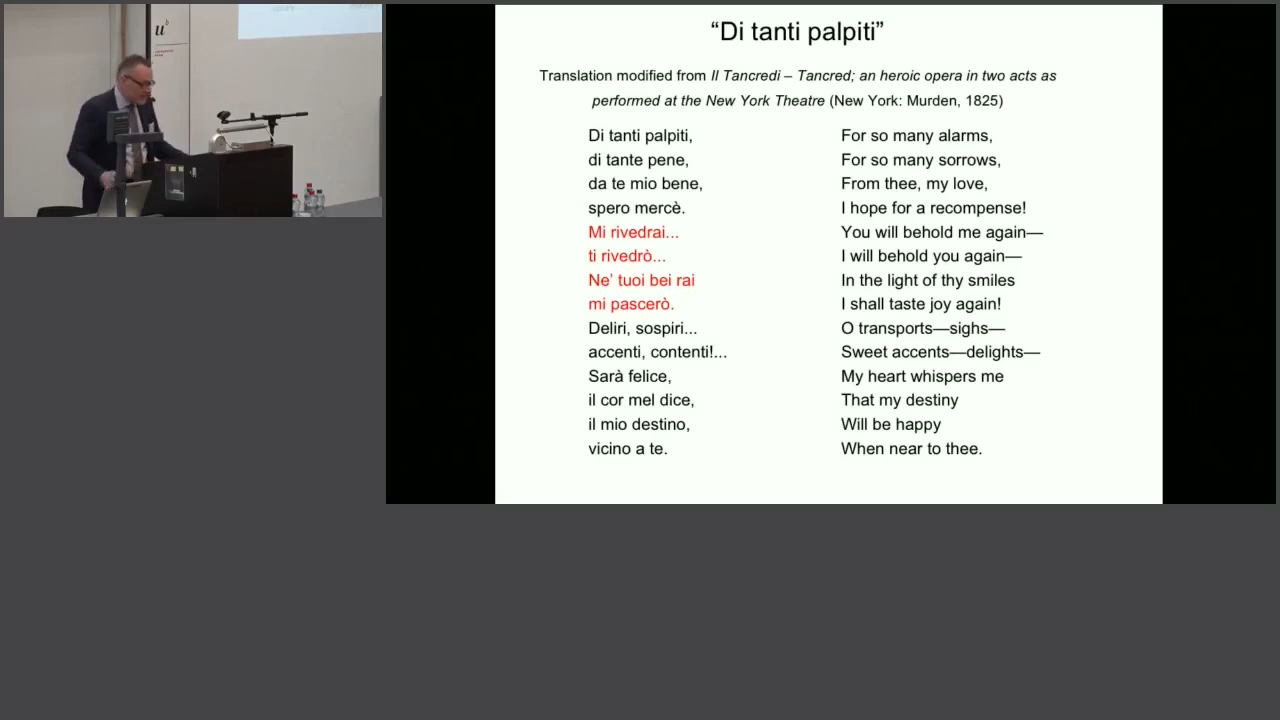 u^b
“Di tanti palpiti”
Translation modified from Il Tancredi – Tancred; an heroic opera in two acts as
performed at the New York Theatre (New York: Murden, 1825)
Di tanti palpiti,
di tante pene,
da te mio bene,
spero mercè.
Mi rivedrai...
ti rivedrò...
Ne’ tuoi bei rai
mi pascerò.
Deliri, sospiri...
accenti, contenti!...
Sarà felice,
il cor mel dice,
il mio destino,
vicino a te.
For so many alarms,
For so many sorrows,
From thee, my love,
I hope for a recompense!
You will behold me again—
I will behold you again—
In the light of thy smiles
I shall taste joy again!
O transports—sighs—
Sweet accents—delights—
My heart whispers me
That my destiny
Will be happy
When near to thee.